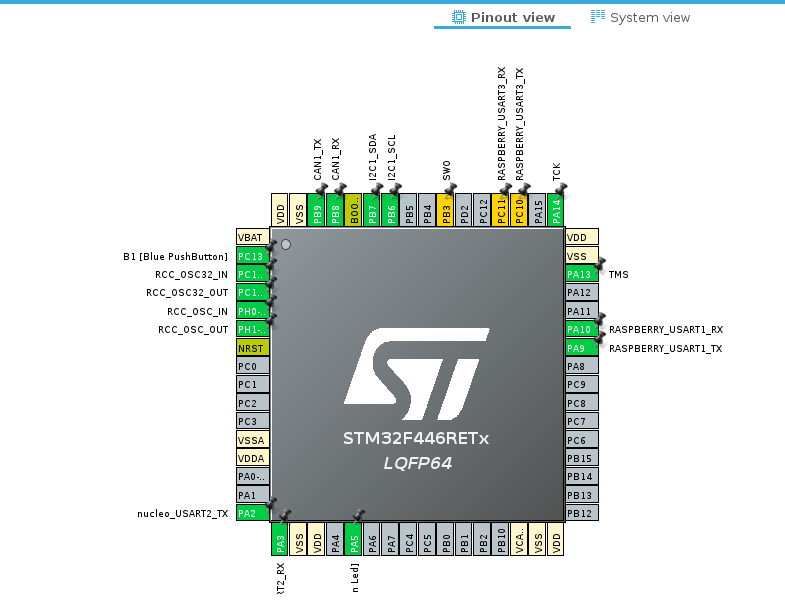 Pinout view
System view
CAN1_TX
CAN1_RX
I2C1_SDA
I2C1_SCL
SWO
RASPBERRY_USART3_RX
RASPBERRY_USART3_TX
TCK
VDD
VSS
PB9
PB8
BOO..
PB7
PB6
PB5
PB4
PB3
PD2
PC12
PC11
PC10
PA15
PA14
VBAT
B1 [Blue PushButton]
PC13
RCC_OSC32_IN
PC1..
RCC_OSC32_OUT
PC1..
RCC_OSC_IN
PH0-..
RCC_OSC_OUT
PH1-..
NRST
PC0
PC1
PC2
PC3
VSSA
VDDA
PA0-..
PA1
nucleo_USART2_TX
PA2
STM32F446RETx
LQFP64
VDD
VSS
PA13
TMS
PA12
PA11
PA10
RASPBERRY_USART1_RX
PA9
RASPBERRY_USART1_TX
PA8
PC9
PC8
PC7
PC6
PB15
PB14
PB13
PB12
PA3
VSS
VDD
PA4
PA5
PA6
PA7
PC4
PC5
PB0
PB1
PB2
PB10
VCA..
VSS
VDD
RT2_RX
n Led]